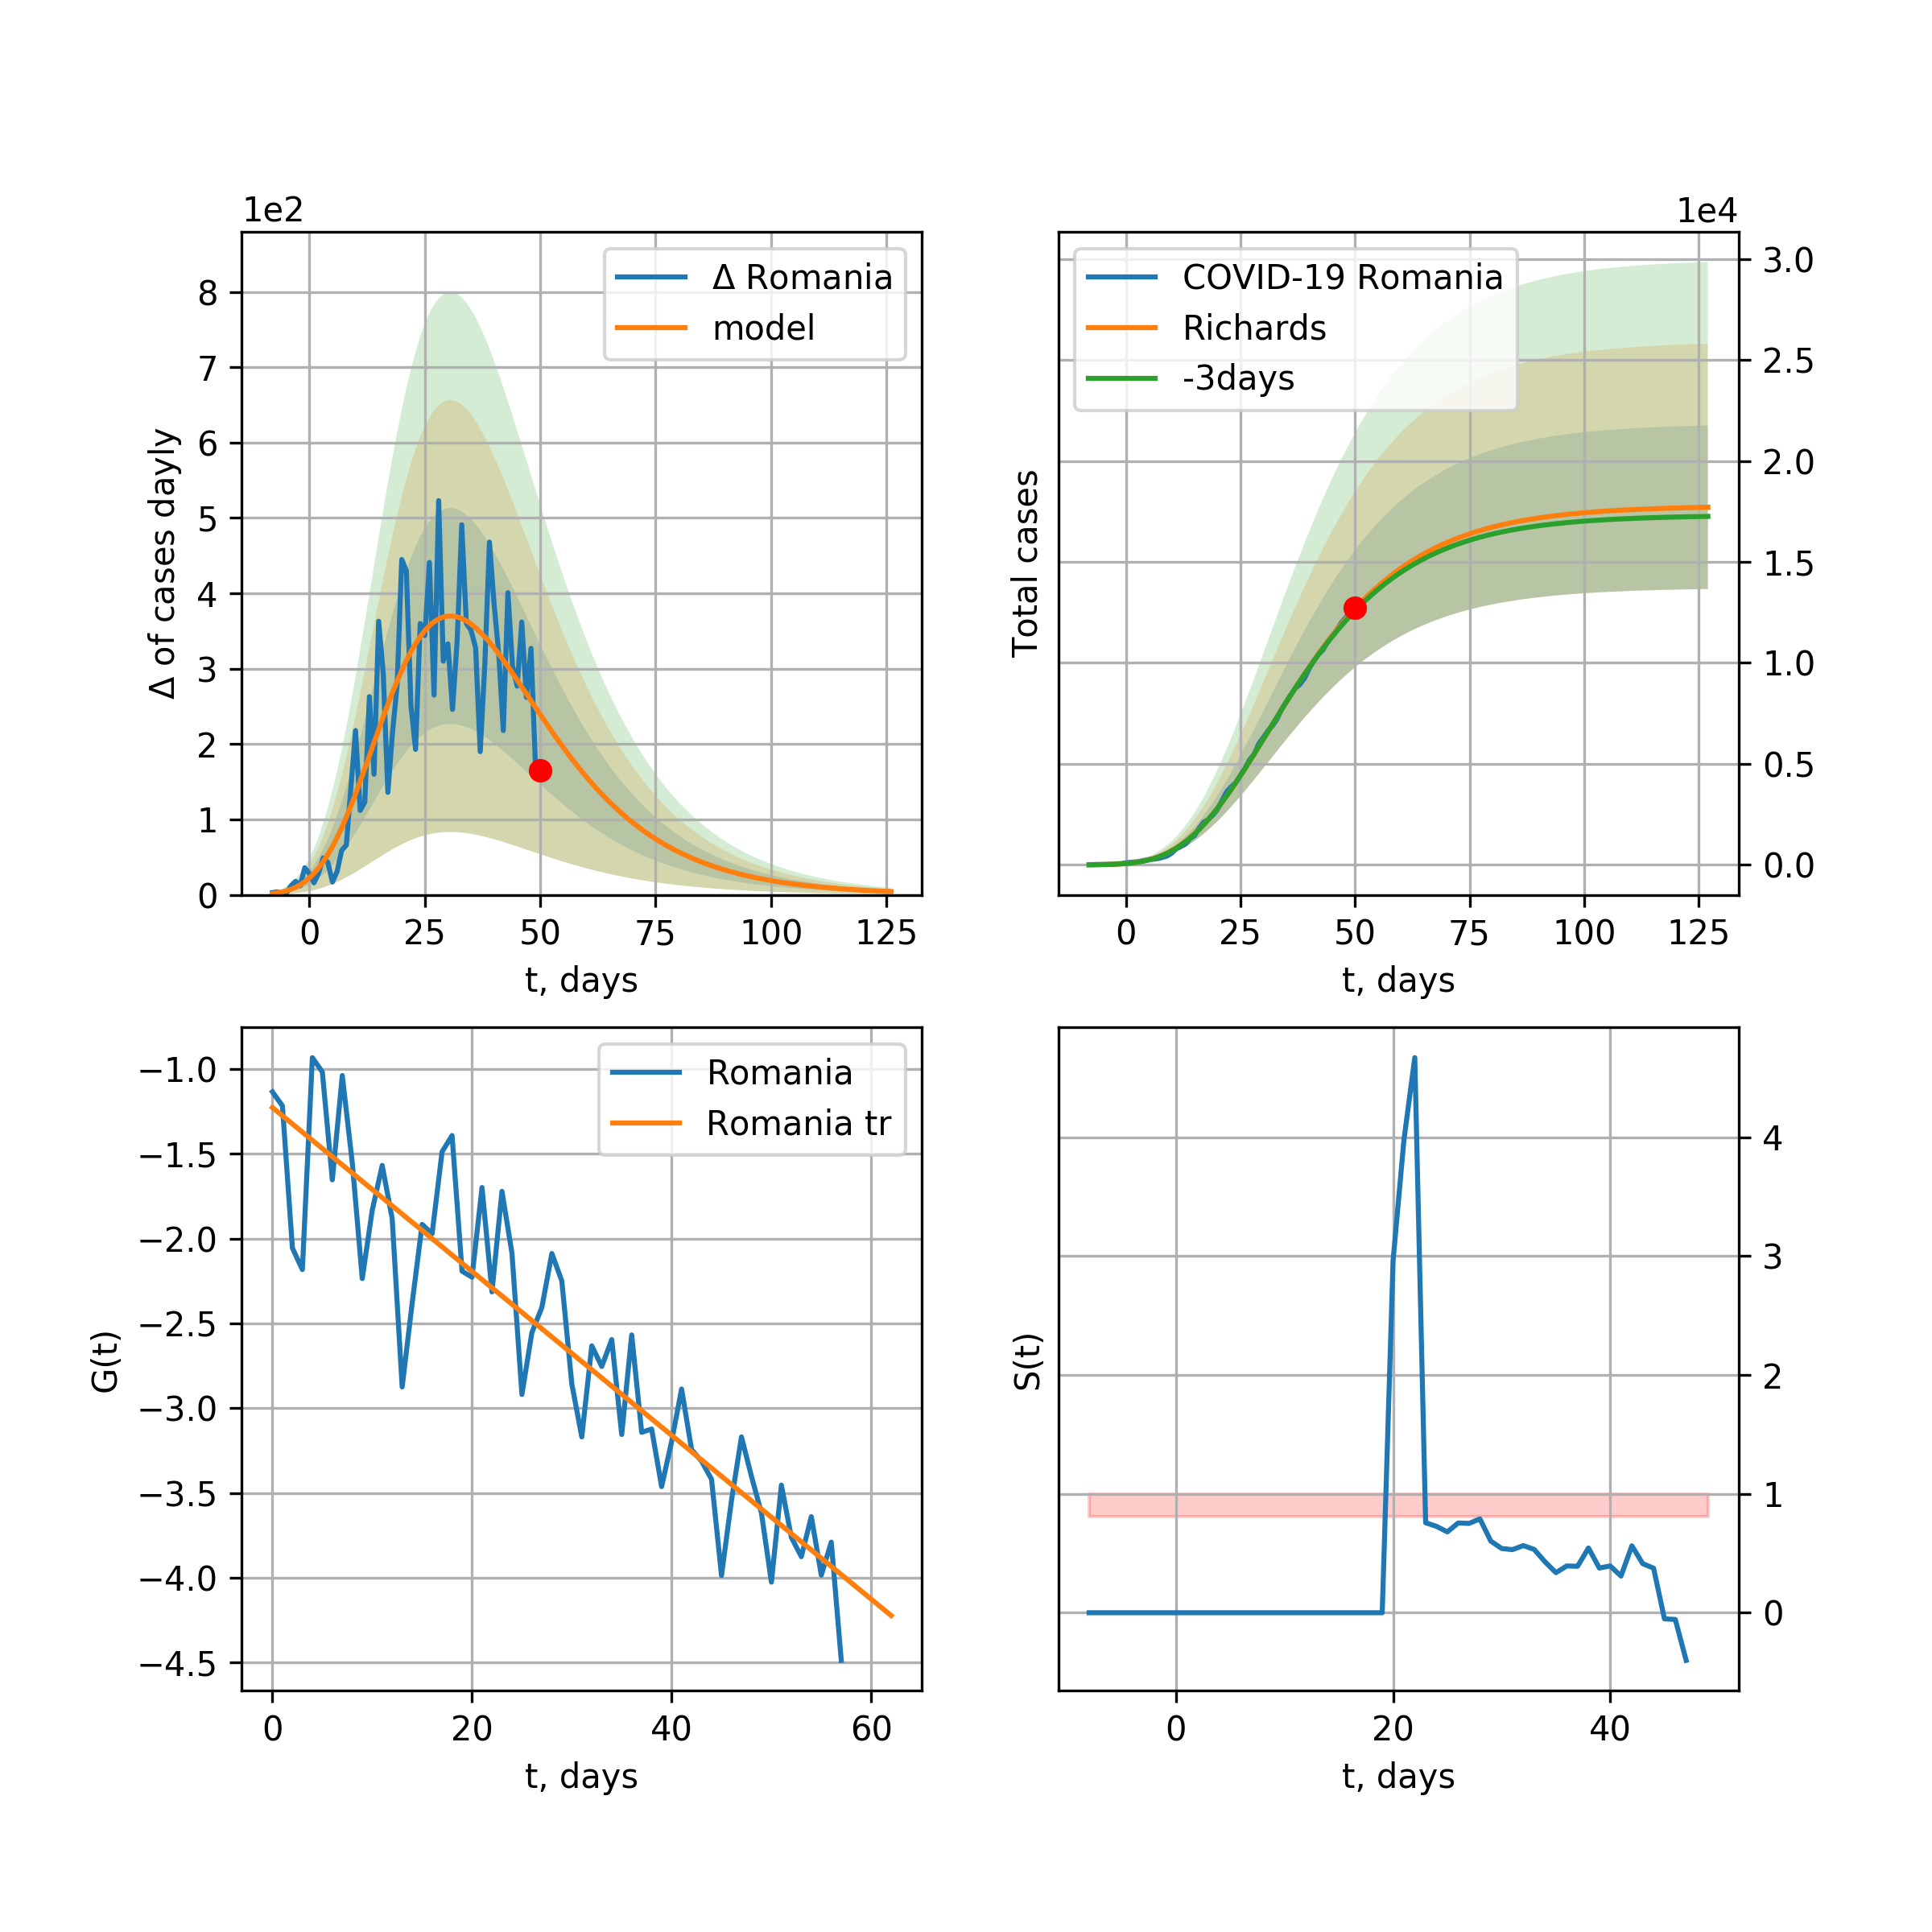 1e2
Δ of cases dayly
8
7
6
5
4
3
2
1
0
Δ Romania
model
0 25 50 75 100 125
t, days
1e4
Total cases
COVID-19 Romania
Richards
-3days
3.0
2.5
2.0
1.5
1.0
0.5
0.0
0 25 50 75 100 125
t, days
G(t)
−1.0
−1.5
−2.0
−2.5
−3.0
−3.5
−4.0
−4.5
Romania
Romania tr
0 20 40 60
t, days
S(t)
4
3
2
1
0
0 20 40
t, days